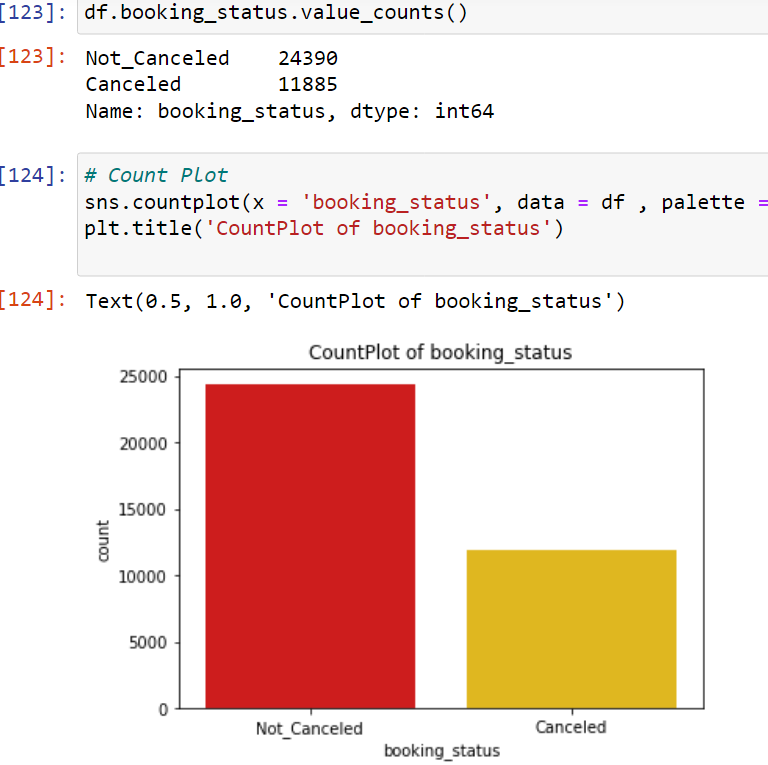 [123]: df.booking_status.value_counts()
[123]: Not_Canceled    24390
Canceled        11885
Name: booking_status, dtype: int64
[124]: # Count Plot
sns.countplot(x = 'booking_status', data = df , palette =
plt.title('CountPlot of booking_status')
[124]: Text(0.5, 1.0, 'CountPlot of booking_status')
CountPlot of booking_status
25000
20000
15000
10000
5000
0
count
Not_Canceled Canceled
booking_status